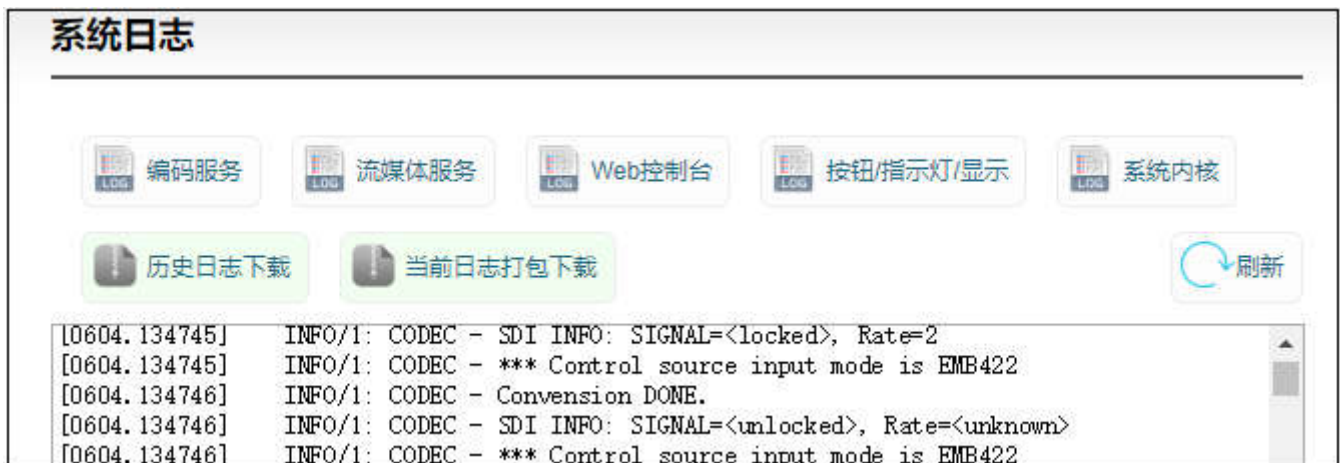 系统日志
编码服务 流媒体服务 Web控制台 按钮/指示灯/显示 系统内核
历史日志下载 当前日志打包下载 刷新
[0604.134745] INFO/1: CODEC - SDI INFO: SIGNAL=<locked>, Rate=2
[0604.134745] INFO/1: CODEC - *** Control source input mode is EMB422
[0604.134746] INFO/1: CODEC - Convension DONE.
[0604.134746] INFO/1: CODEC - SDI INFO: SIGNAL=<unlocked>, Rate=<unknown>
[0604.134746] INFO/1: CODEC - *** Control source input mode is EMB422